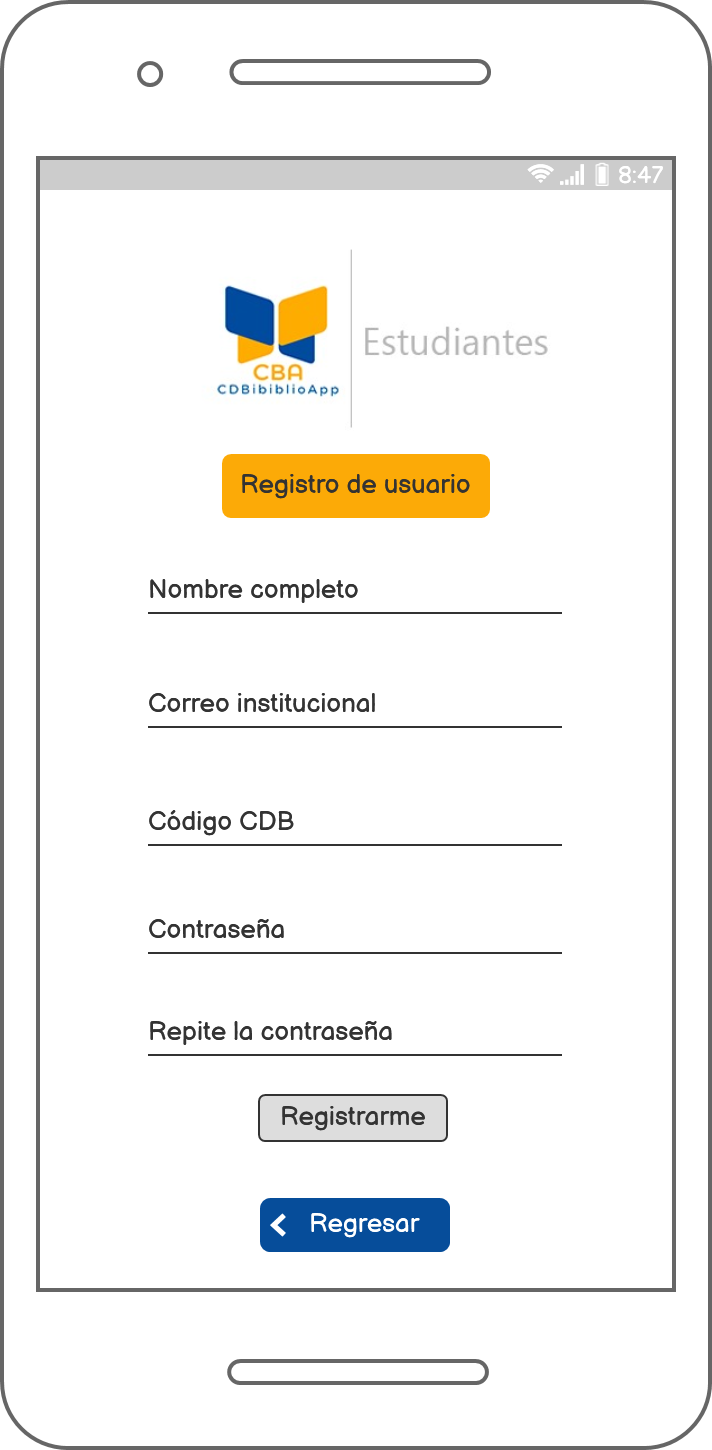 8:47
CBA
CDBibiblioApp
Estudiantes
Registro de usuario
Nombre completo
Correo institucional
Código CDB
Contraseña
Repite la contraseña
Registrarme
Regresar